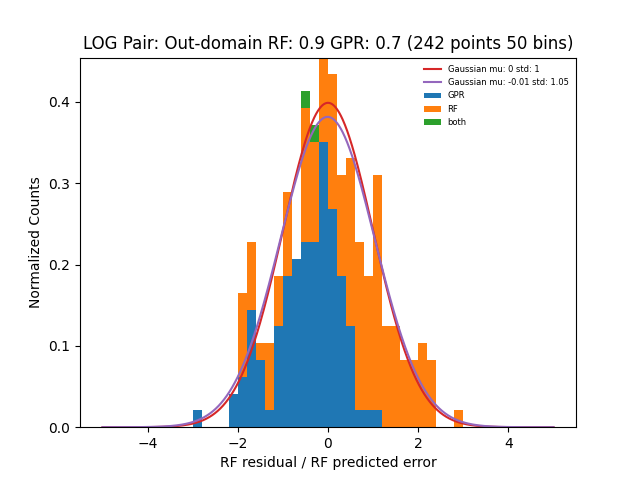 LOG Pair: Out-domain RF: 0.9 GPR: 0.7 (242 points 50 bins)
Gaussian mu: 0 std: 1
Gaussian mu: -0.01 std: 1.05
GPR
RF
both
Normalized Counts
0.4
0.3
0.2
0.1
0.0
−4 −2 0 2 4
RF residual / RF predicted error